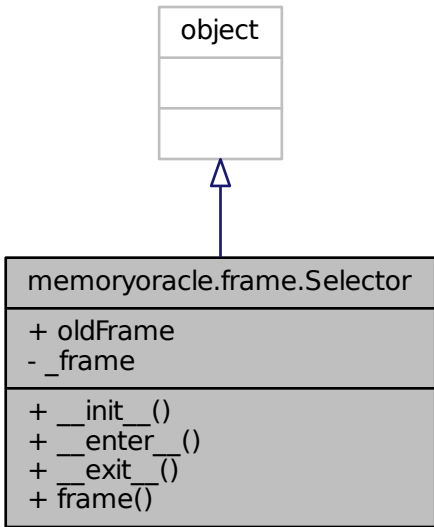 object
memoryoracle.frame.Selector
+ oldFrame
- _frame
+ __init__()
+ __enter__()
+ __exit__()
+ frame()